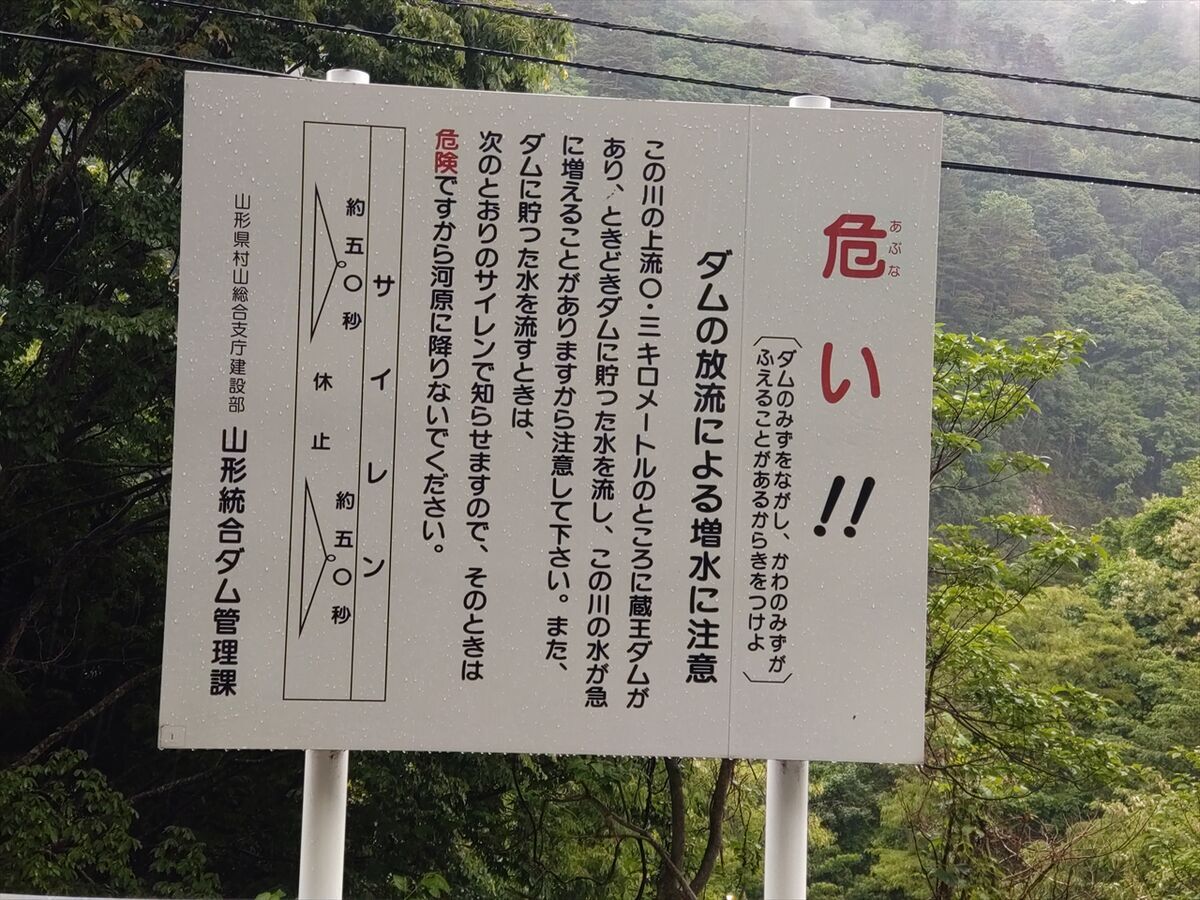 危い!!
あぶな
ダムのみずをながし、かわのみずが
ふえることがあるからきをつけよ
ダムの放流による増水に注意
この川の上流〇・三キロメートルのところに蔵王ダムが
あり、ときどきダムに貯った水を流し、この川の水が急
に増えることがありますから注意して下さい。また、
ダムに貯った水を流すときは、
次のとおりのサイレンで知らせますので、そのときは
危険ですから河原に降りないでください。
サイレン
約五〇秒
休止
約五〇秒
山形県村山総合支庁建設部 山形統合ダム管理課
1